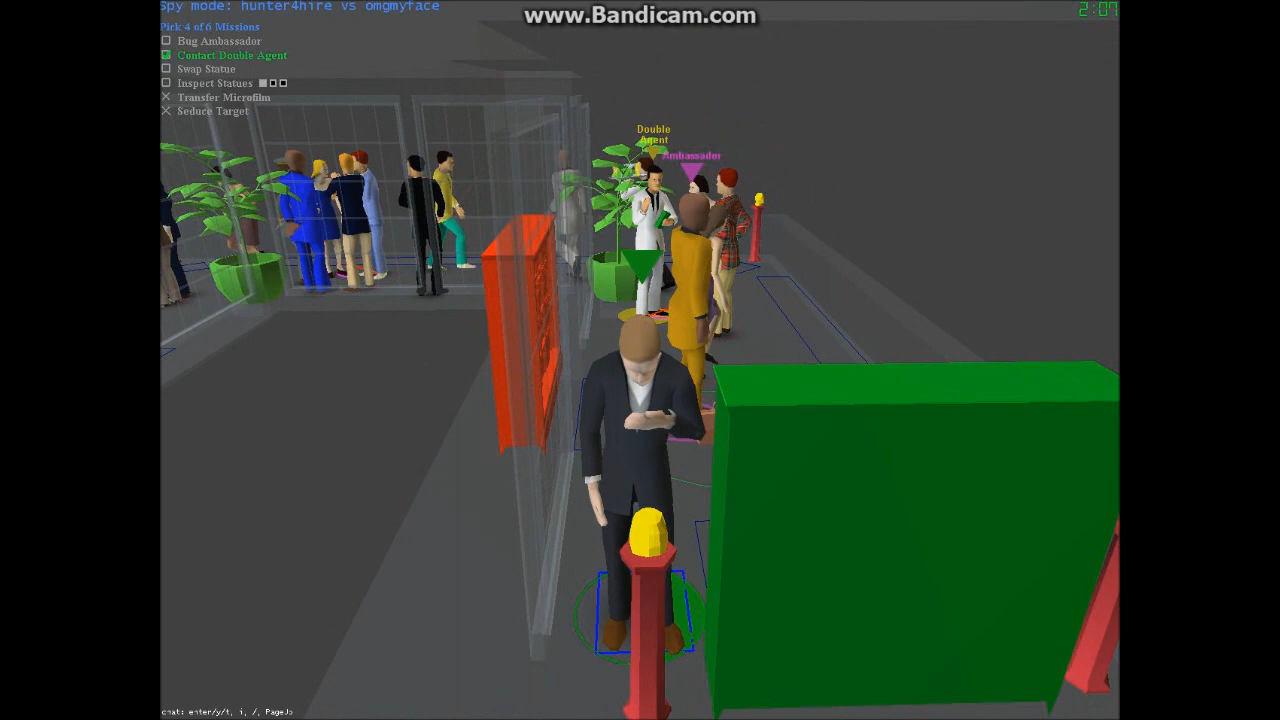 Spy mode: hunter4hire vs omgmyface
www.Bandicam.com
2:07
Pick 4 of 6 Missions
Bug Ambassador
Contact Double Agent
Swap Statue
Inspect Statues
Transfer Microfilm
Seduce Target
Double
Agent
Ambassador
chat: enter/y/t, i, /, PageUp